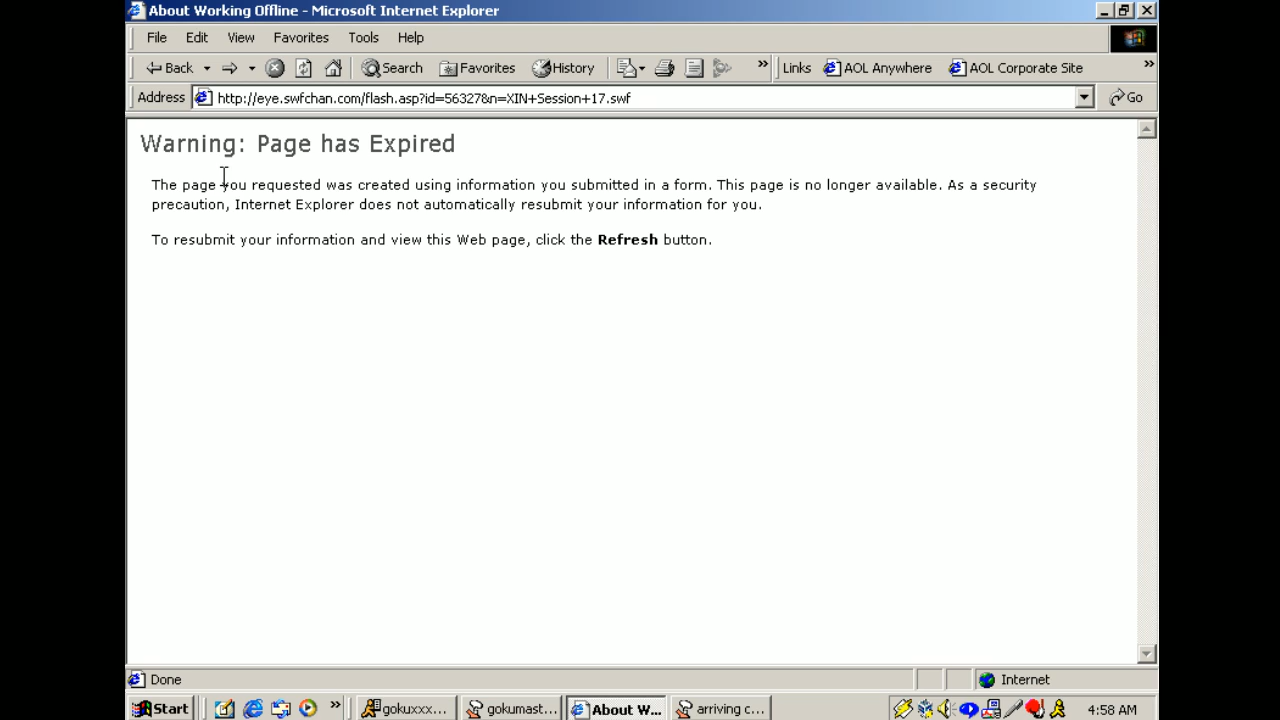 About Working Offline - Microsoft Internet Explorer
File Edit View Favorites Tools Help
Back Search Favorites History » Links AOL Anywhere AOL Corporate Site »
Address http://eye.swfchan.com/flash.asp?id=56327&n=XIN+Session+17.swf Go
Warning: Page has Expired
The page you requested was created using information you submitted in a form. This page is no longer available. As a security
precaution, Internet Explorer does not automatically resubmit your information for you.
To resubmit your information and view this Web page, click the Refresh button.
Done Internet
Start » gokuxxx... gokumast... About W... arriving c... 4:58 AM